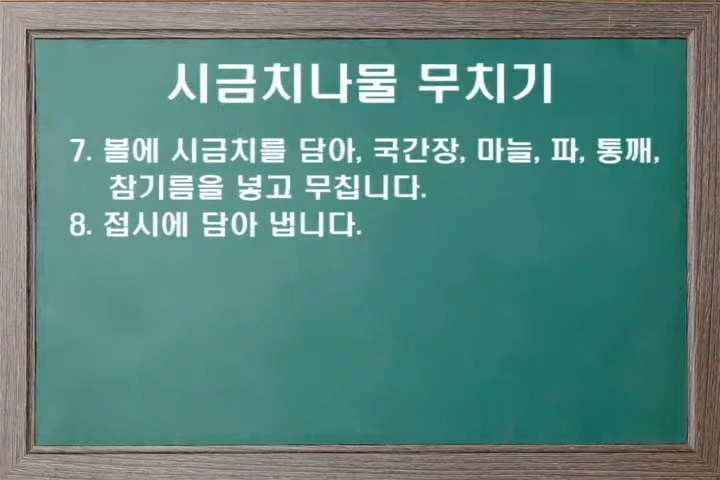 시금치나물 무치기
7. 볼에 시금치를 담아, 국간장, 마늘, 파, 통깨,
참기름을 넣고 무칩니다.
8. 접시에 담아 냅니다.